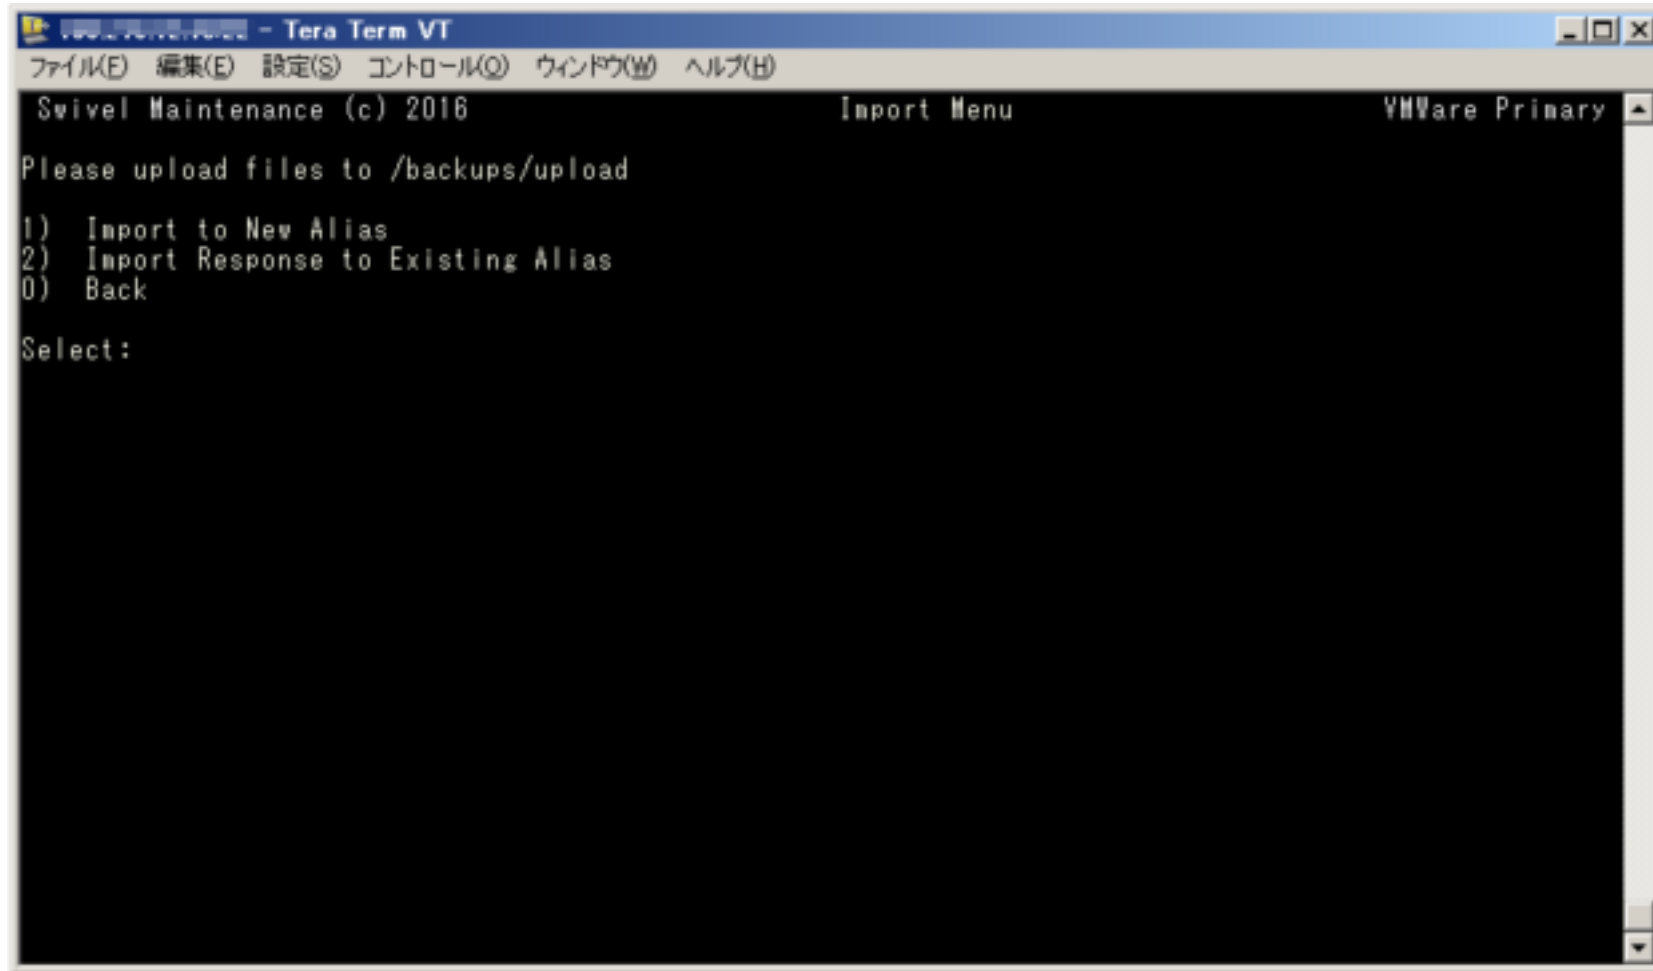 - Tera Term VT
ファイル(F) 編集(E) 設定(S) コントロール(O) ウィンドウ(W) ヘルプ(H)
Swivel Maintenance (c) 2016 Import Menu VMWare Primary
Please upload files to /backups/upload
1) Import to New Alias
2) Import Response to Existing Alias
0) Back
Select: